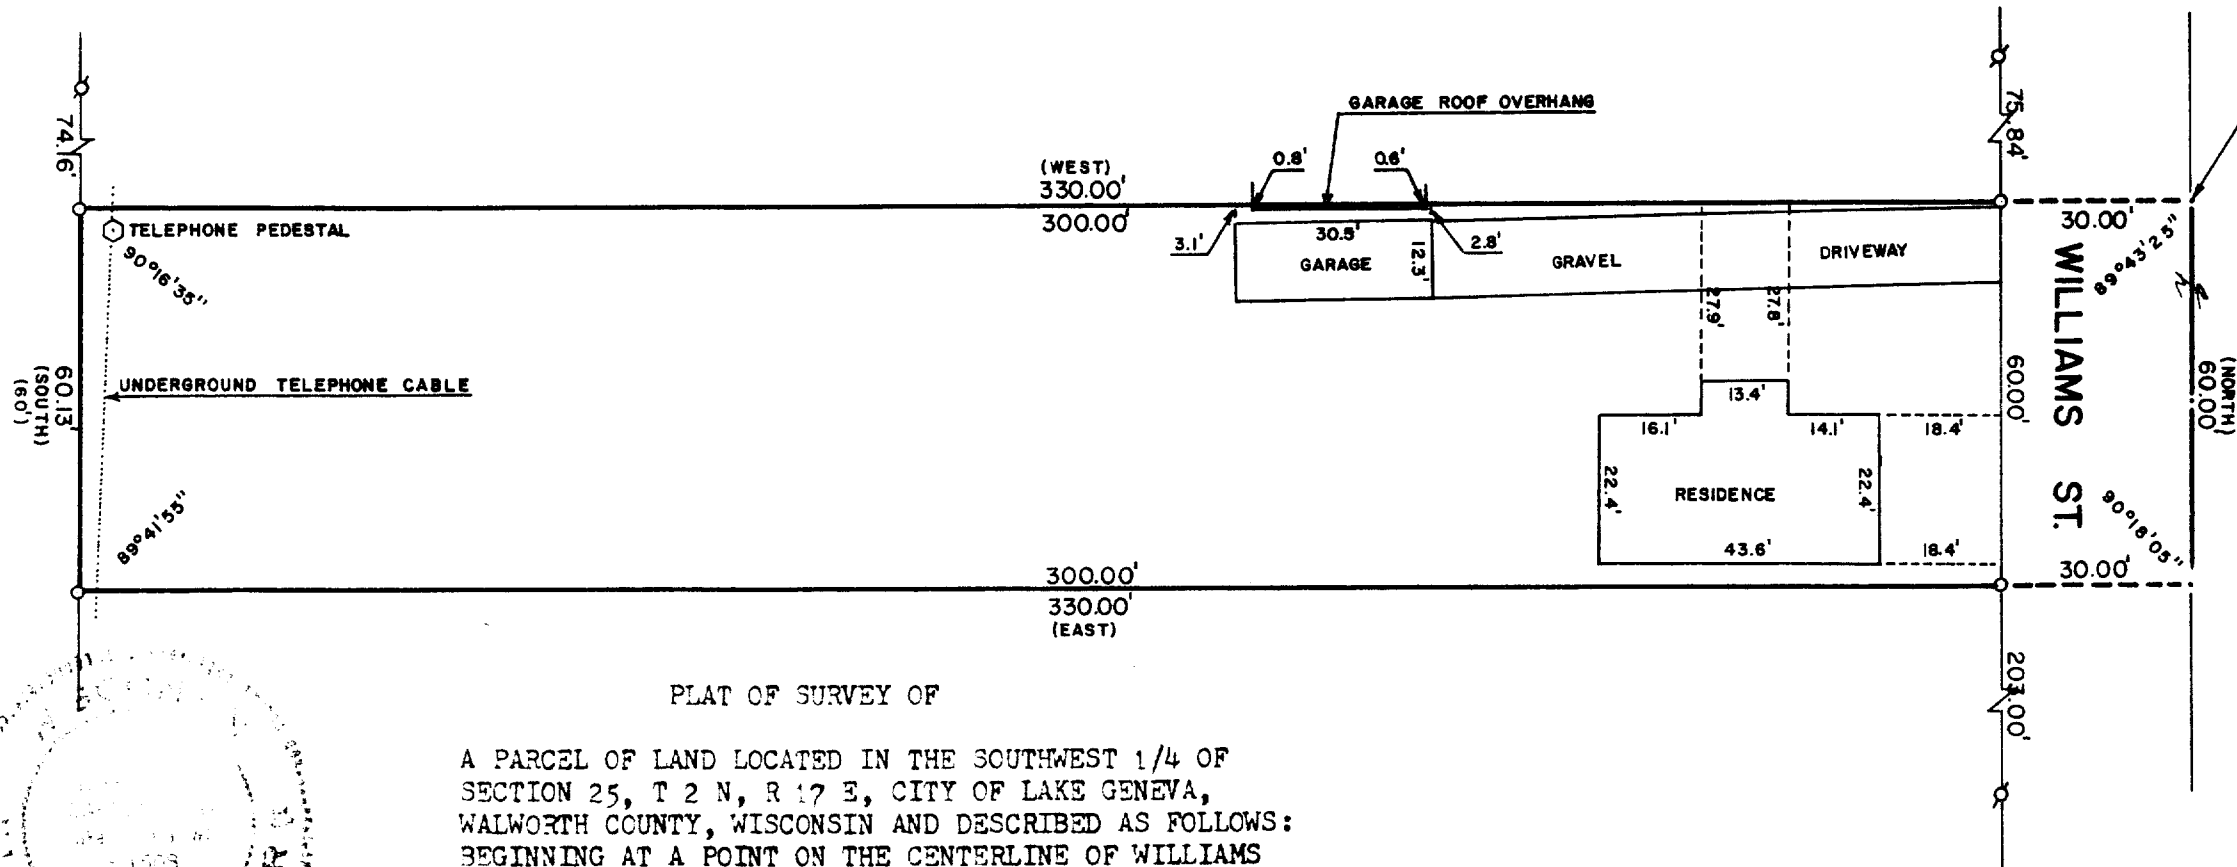 GARAGE ROOF OVERHANG
74.16'
75.84'
(WEST)
330.00'
300.00'
0.8'
0.6'
3.1'
30.5'
2.8'
12.3'
GARAGE
GRAVEL
DRIVEWAY
30.00'
89°43'25"
TELEPHONE PEDESTAL
90°16'35"
27.9'
27.8'
WILLIAMS ST.
(NORTH)
60.00'
60.00'
UNDERGROUND TELEPHONE CABLE
60.13'
(SOUTH)
(60')
13.4'
16.1'
14.1'
18.4'
22.4'
RESIDENCE
22.4'
43.6'
18.4'
89°41'55"
90°18'05"
30.00'
300.00'
330.00'
(EAST)
203.00'
PLAT OF SURVEY OF
A PARCEL OF LAND LOCATED IN THE SOUTHWEST 1/4 OF
SECTION 25, T 2 N, R 17 E, CITY OF LAKE GENEVA,
WALWORTH COUNTY, WISCONSIN AND DESCRIBED AS FOLLOWS:
BEGINNING AT A POINT ON THE CENTERLINE OF WILLIAMS